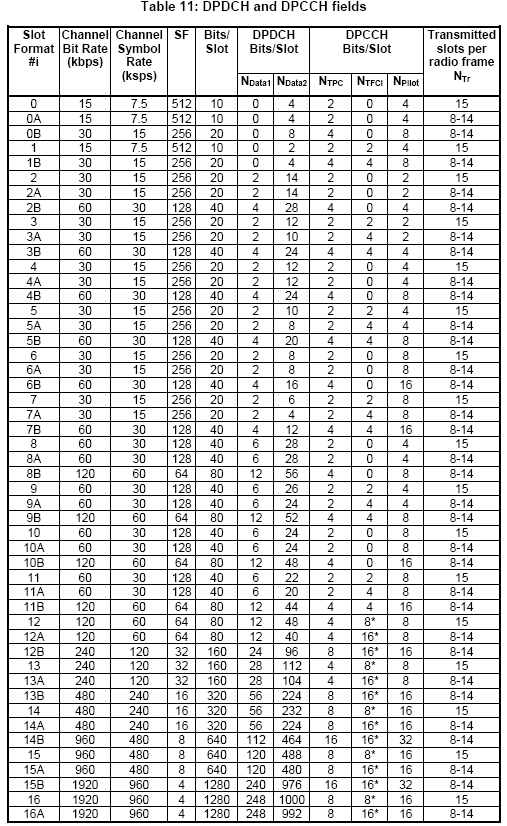 Table 11: DPDCH and DPCCH fields
Slot Format #i Channel Bit Rate (kbps) Channel Symbol Rate (ksps) SF Bits/ Slot DPDCH Bits/Slot DPCCH Bits/Slot Transmitted slots per radio frame NTr
NData1 NData2 NTPC NTFCI NPilot
0 15 7.5 512 10 0 4 2 0 4 15
0A 15 7.5 512 10 0 4 2 0 4 8-14
0B 30 15 256 20 0 8 4 0 8 8-14
1 15 7.5 512 10 0 2 2 2 4 15
1B 30 15 256 20 0 4 4 4 8 8-14
2 30 15 256 20 2 14 2 0 2 15
2A 30 15 256 20 2 14 2 0 2 8-14
2B 60 30 128 40 4 28 4 0 4 8-14
3 30 15 256 20 2 12 2 2 2 15
3A 30 15 256 20 2 10 2 4 2 8-14
3B 60 30 128 40 4 24 4 4 4 8-14
4 30 15 256 20 2 12 2 0 4 15
4A 30 15 256 20 2 12 2 0 4 8-14
4B 60 30 128 40 4 24 4 0 8 8-14
5 30 15 256 20 2 10 2 2 4 15
5A 30 15 256 20 2 8 2 4 4 8-14
5B 60 30 128 40 4 20 4 4 8 8-14
6 30 15 256 20 2 8 2 0 8 15
6A 30 15 256 20 2 8 2 0 8 8-14
6B 60 30 128 40 4 16 4 0 16 8-14
7 30 15 256 20 2 6 2 2 8 15
7A 30 15 256 20 2 4 2 4 8 8-14
7B 60 30 128 40 4 12 4 4 16 8-14
8 60 30 128 40 6 28 2 0 4 15
8A 60 30 128 40 6 28 2 0 4 8-14
8B 120 60 64 80 12 56 4 0 8 8-14
9 60 30 128 40 6 26 2 2 4 15
9A 60 30 128 40 6 24 2 4 4 8-14
9B 120 60 64 80 12 52 4 4 8 8-14
10 60 30 128 40 6 24 2 0 8 15
10A 60 30 128 40 6 24 2 0 8 8-14
10B 120 60 64 80 12 48 4 0 16 8-14
11 60 30 128 40 6 22 2 2 8 15
11A 60 30 128 40 6 20 2 4 8 8-14
11B 120 60 64 80 12 44 4 4 16 8-14
12 120 60 64 80 12 48 4 8* 8 15
12A 120 60 64 80 12 40 4 16* 8 8-14
12B 240 120 32 160 24 96 8 16* 16 8-14
13 240 120 32 160 28 112 4 8* 8 15
13A 240 120 32 160 28 104 4 16* 8 8-14
13B 480 240 16 320 56 224 8 16* 16 8-14
14 480 240 16 320 56 232 8 8* 16 15
14A 480 240 16 320 56 224 8 16* 16 8-14
14B 960 480 8 640 112 464 16 16* 32 8-14
15 960 480 8 640 120 488 8 8* 16 15
15A 960 480 8 640 120 480 8 16* 16 8-14
15B 1920 960 4 1280 240 976 16 16* 32 8-14
16 1920 960 4 1280 248 1000 8 8* 16 15
16A 1920 960 4 1280 248 992 8 16* 16 8-14